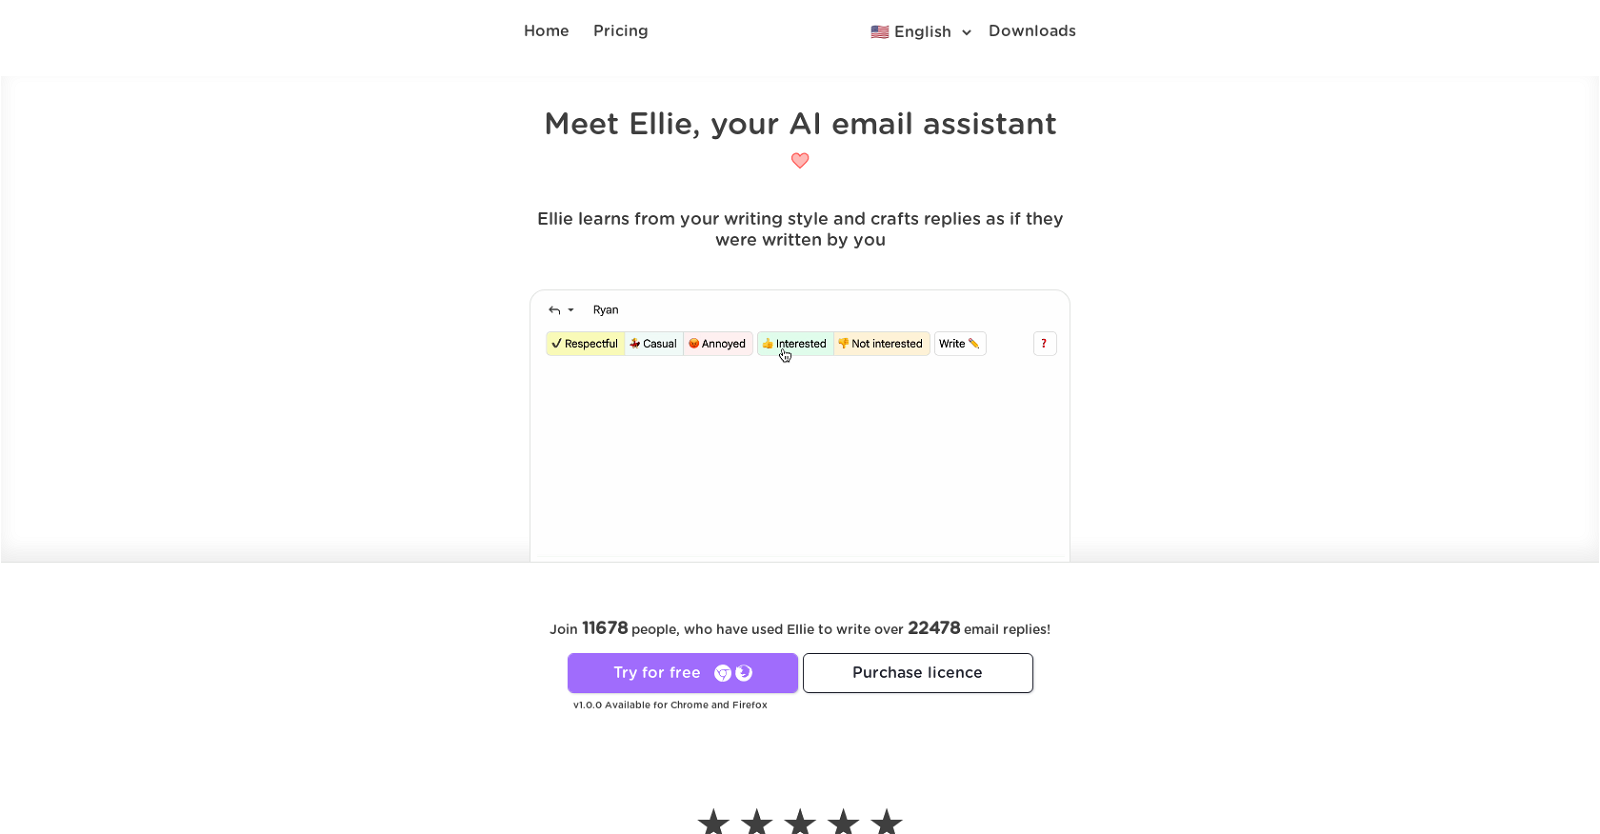 Home Pricing 🇺🇸 English Downloads
Meet Ellie, your AI email assistant
Ellie learns from your writing style and crafts replies as if they
were written by you
Ryan
✓ Respectful 💃 Casual 😡 Annoyed 👍 Interested 👎 Not interested Write ✏️ ?
Join 11678 people, who have used Ellie to write over 22478 email replies!
Try for free Purchase licence
v1.0.0 Available for Chrome and Firefox